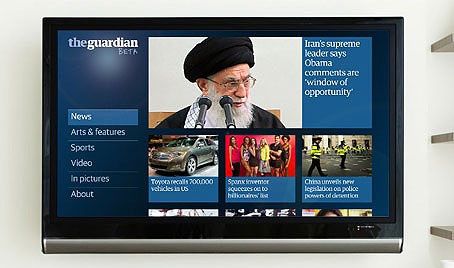 theguardian
BETA
News
Arts & features
Sports
Video
In pictures
About
Iran's supreme
leader says
Obama
comments are
'window of
opportunity'
Toyota recalls 700,000
vehicles in US
Spanx inventor
squeezes on to
billionaires' list
China unveils new
legislation on police
powers of detention